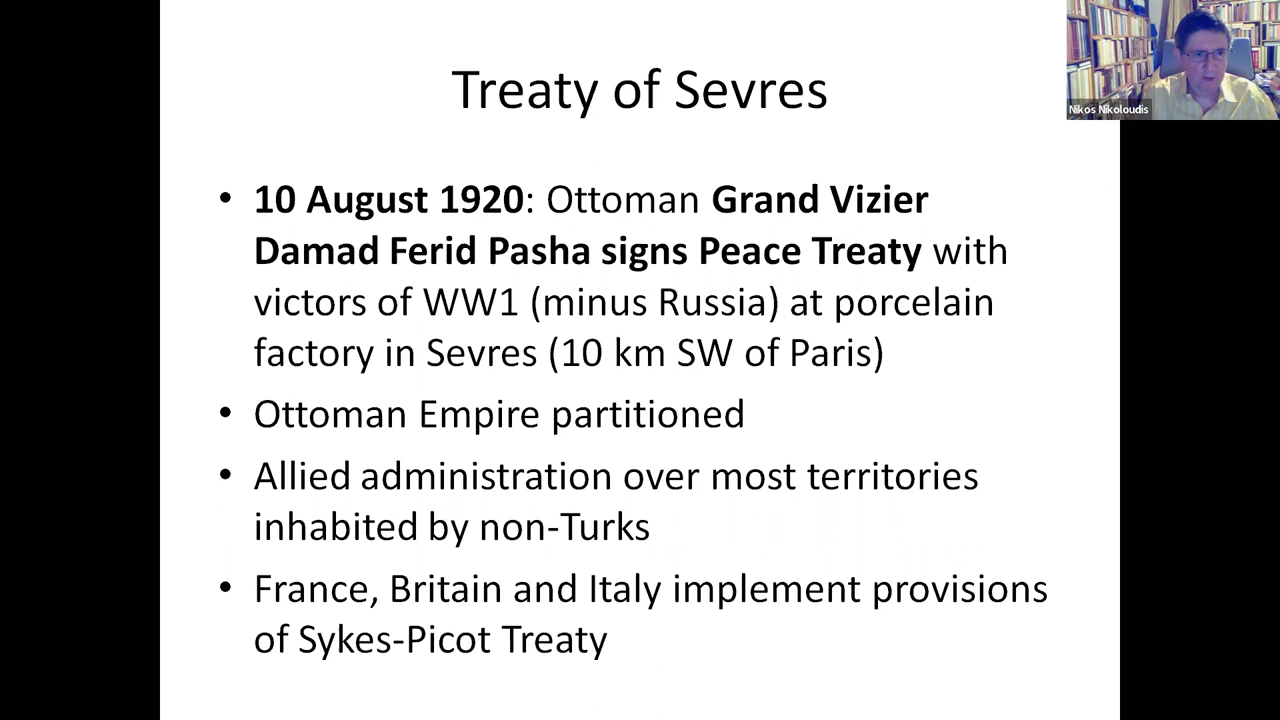 Treaty of Sevres
• 10 August 1920: Ottoman Grand Vizier
Damad Ferid Pasha signs Peace Treaty with
victors of WW1 (minus Russia) at porcelain
factory in Sevres (10 km SW of Paris)
• Ottoman Empire partitioned
• Allied administration over most territories
inhabited by non-Turks
• France, Britain and Italy implement provisions
of Sykes-Picot Treaty
Nikos Nikoloudis